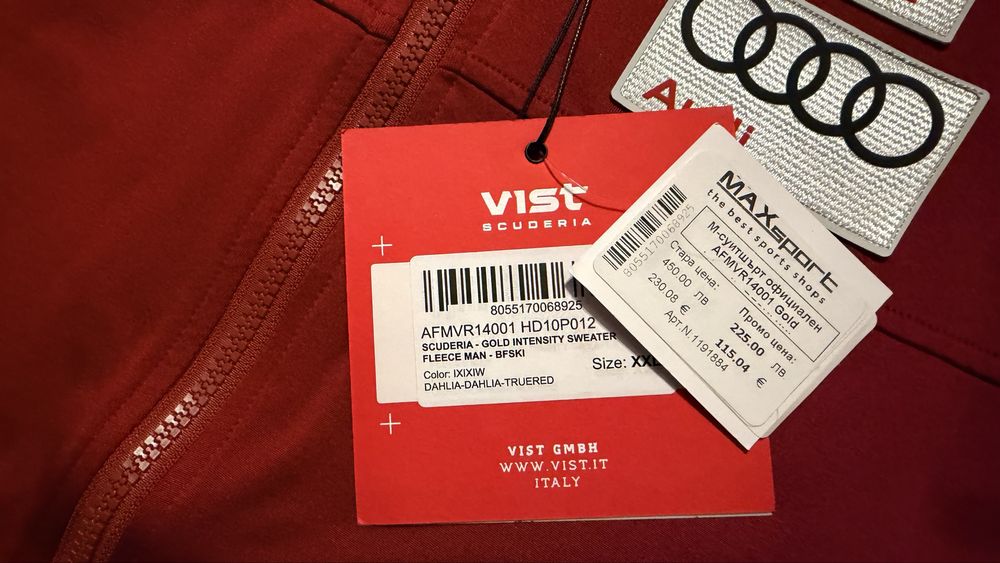 Audi
VIST
SCUDERIA
8055170068925
AFMVR14001 HD10P012
SCUDERIA - GOLD INTENSITY SWEATER
FLEECE MAN - BFSKI
Size:
Color: IXIXIW
DAHLIA-DAHLIA-TRUERED
VIST GMBH
WWW.VIST.IT
ITALY
MAXsport
the best sports shops
8055170068925
М-суитшърт официален
AFMVR14001 Gold
Стара цена:
450.00 ЛВ
230.08 €
Промо цена:
225.00 ЛВ
115.04 €
Арт.N.1191884